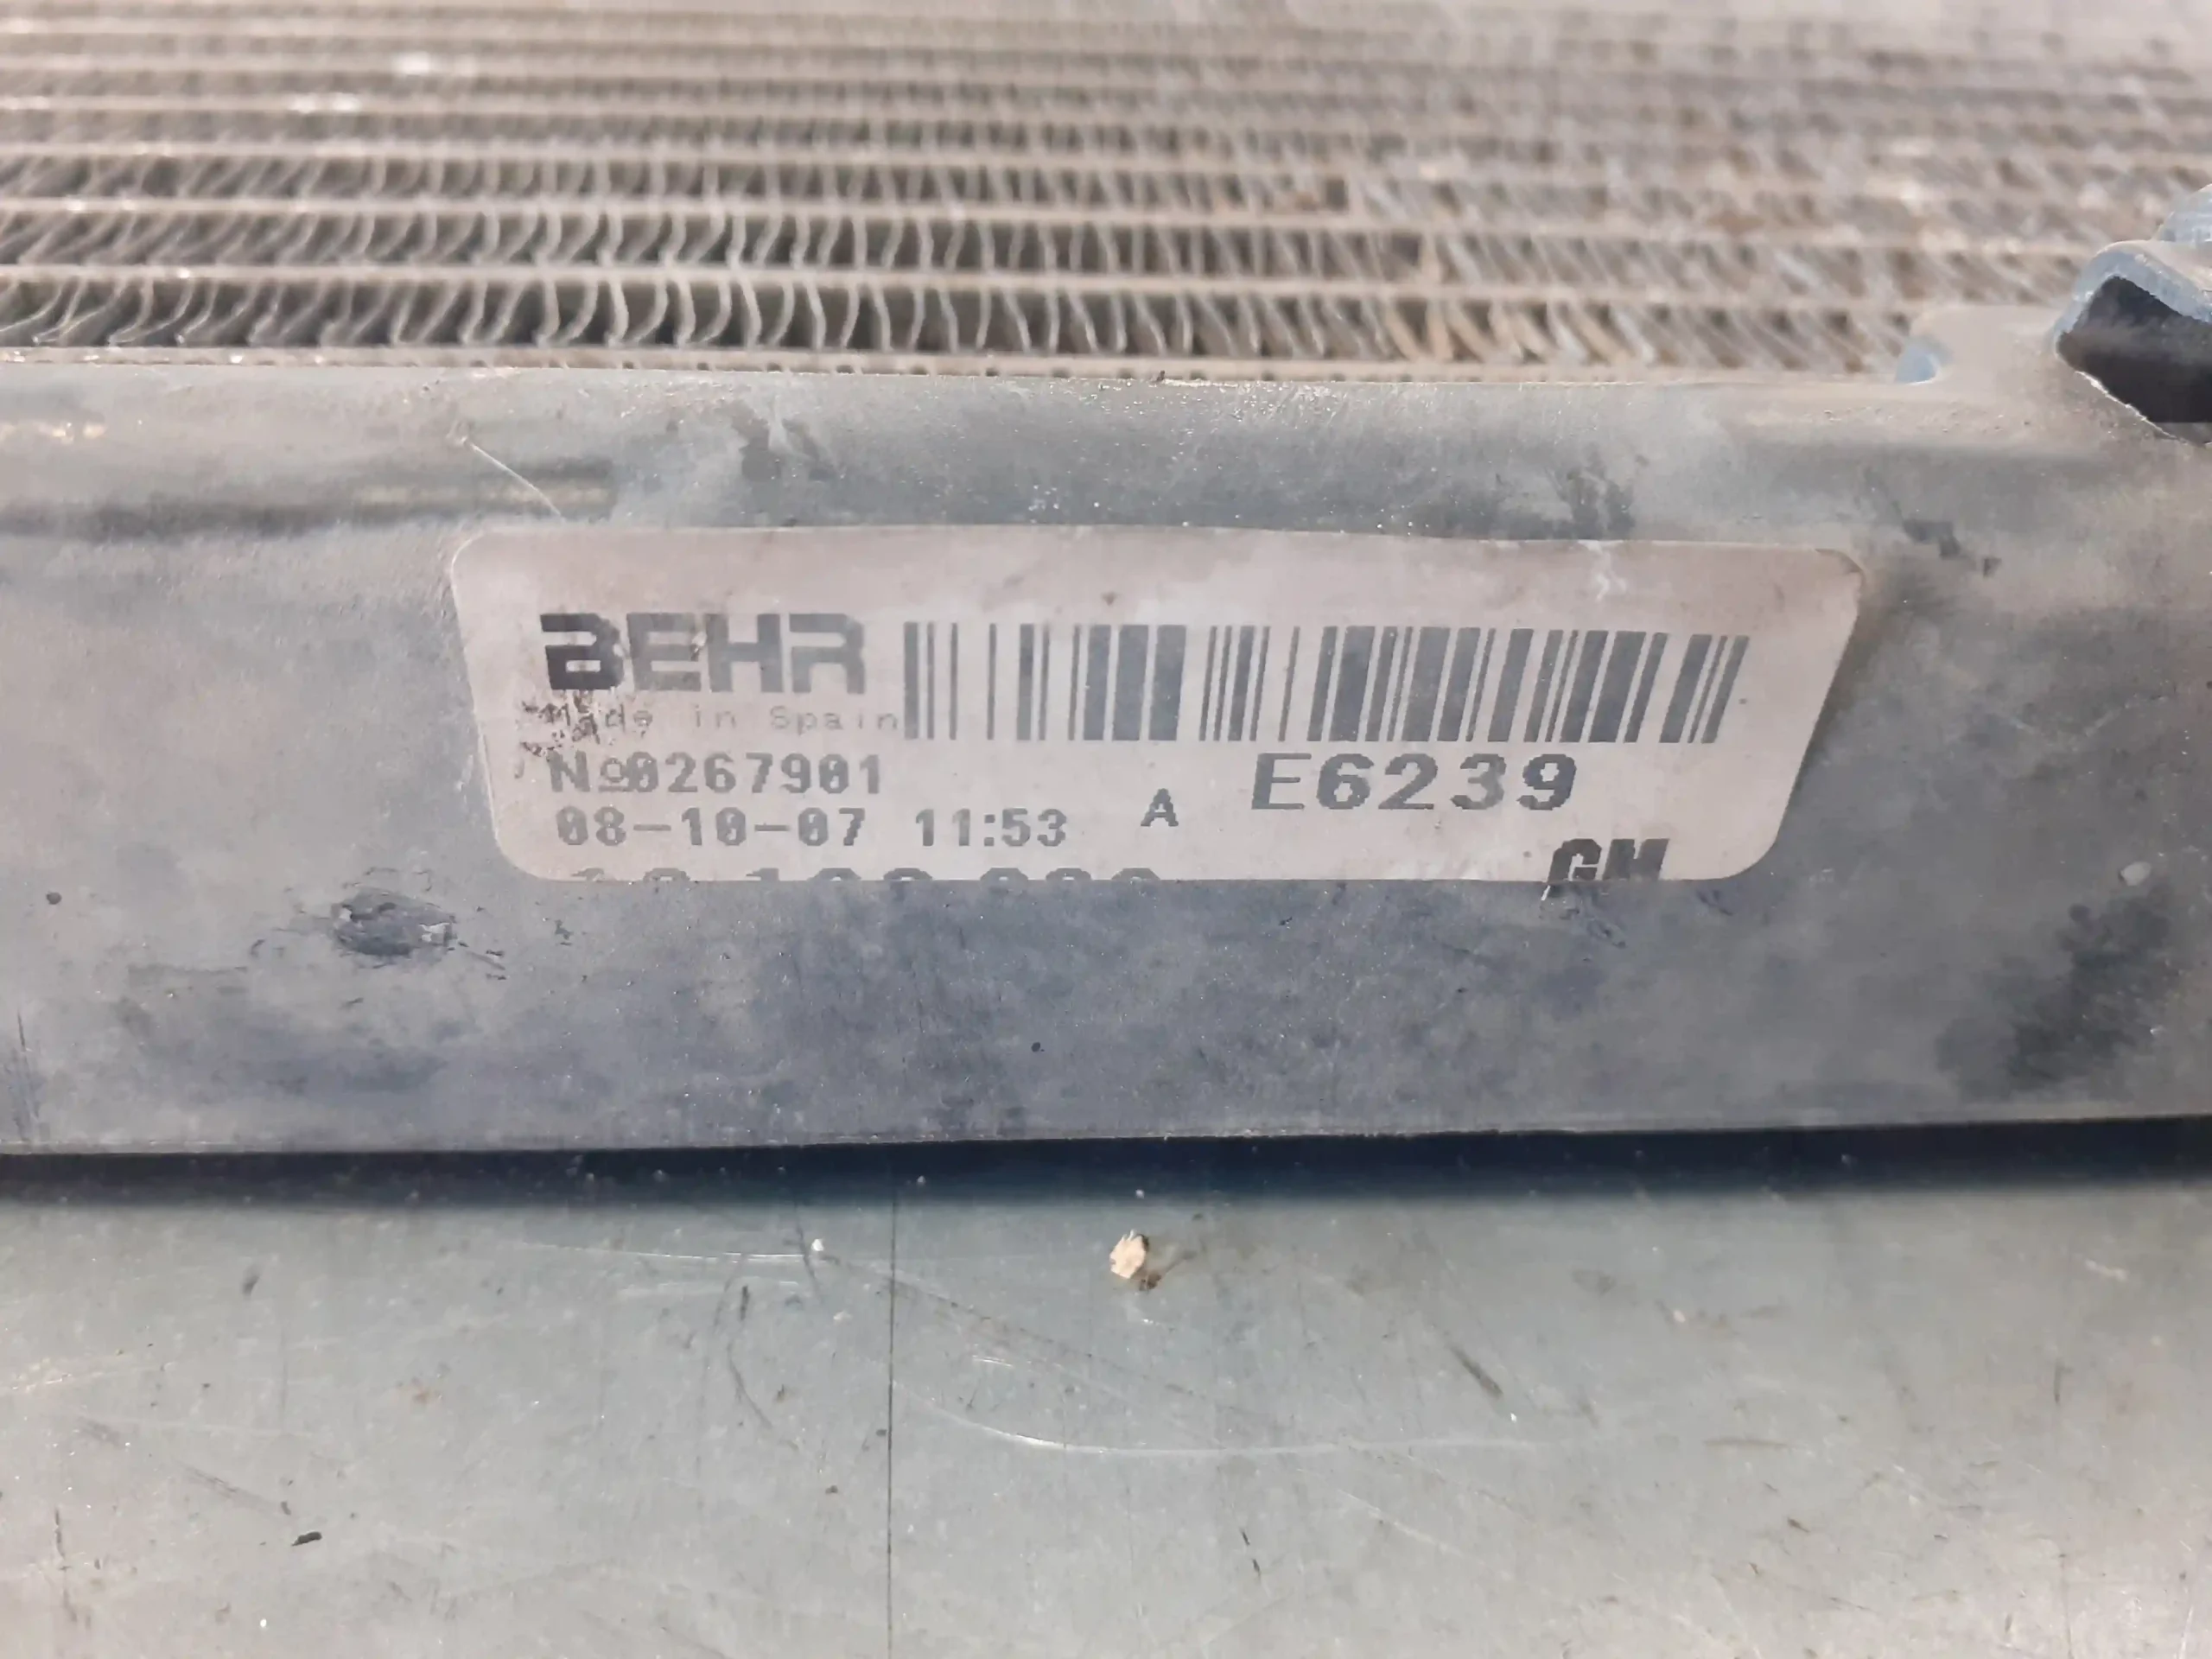 BEHR
Made in Spain
Nº0267901
E6239
08-10-07 11:53 A
GM